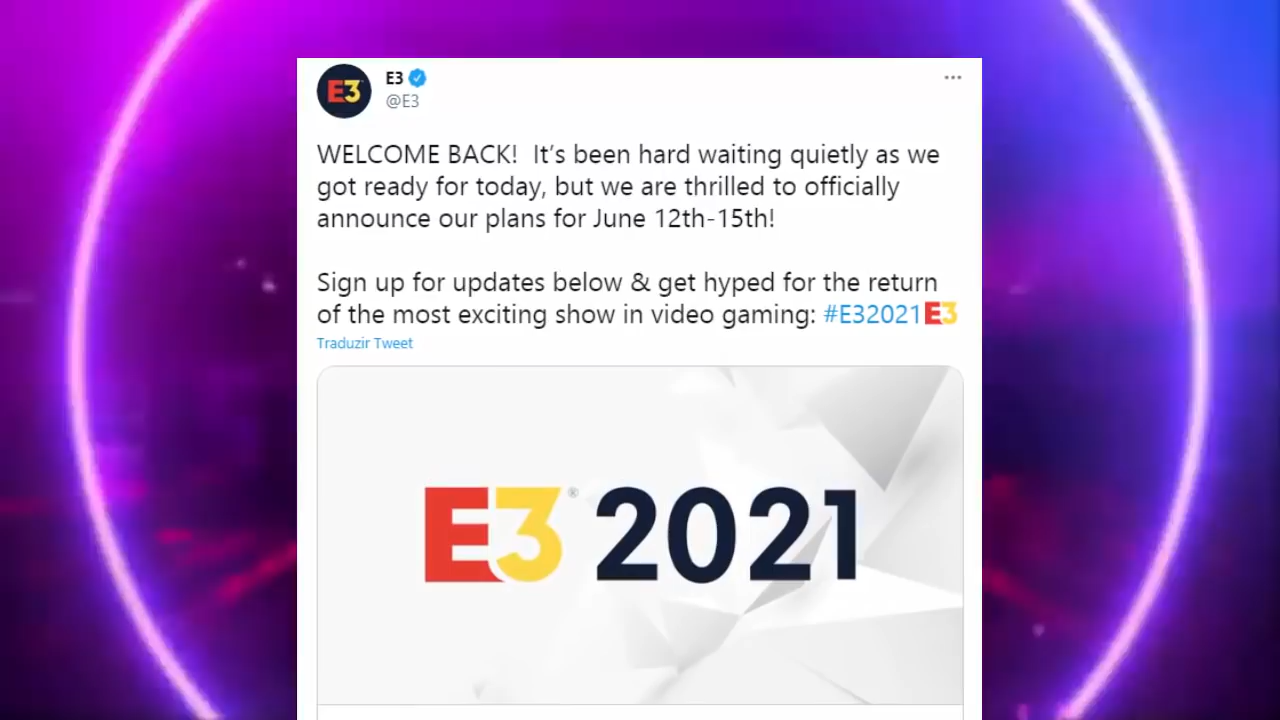 E3
E3
@E3
WELCOME BACK!  It’s been hard waiting quietly as we
got ready for today, but we are thrilled to officially
announce our plans for June 12th-15th!
Sign up for updates below & get hyped for the return
of the most exciting show in video gaming: #E32021 E3
Traduzir Tweet
E3® 2021